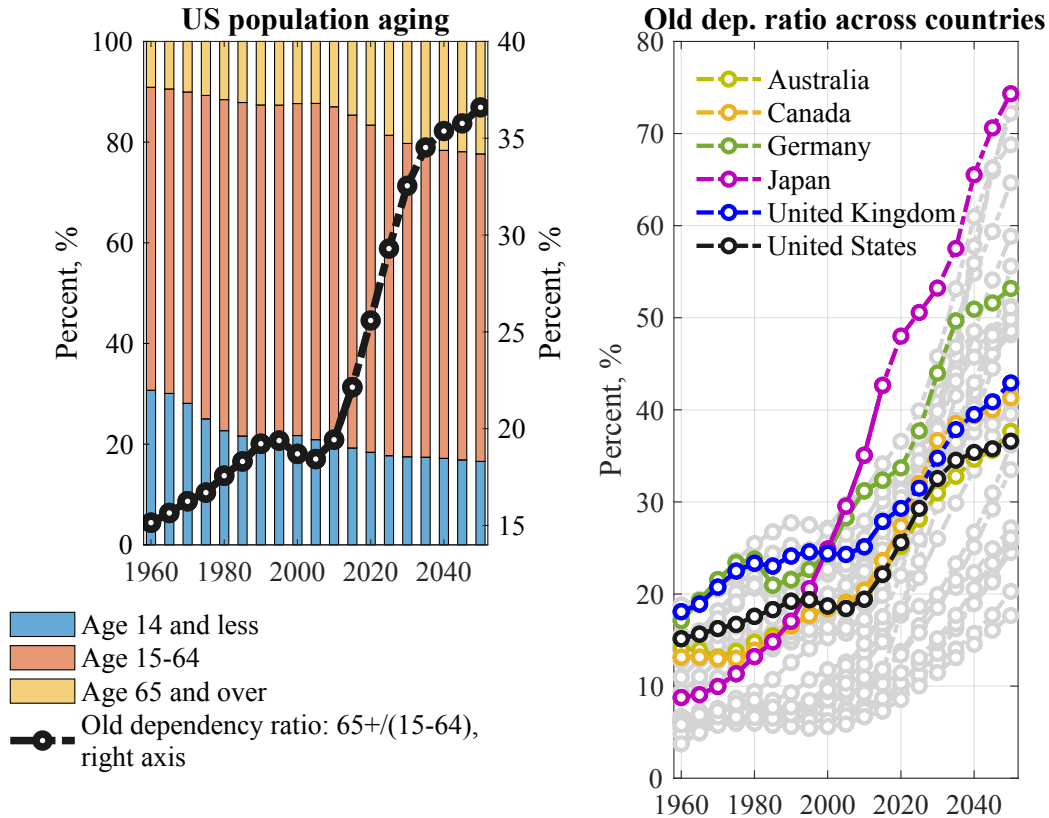 US population aging
100
80
60
40
20
0
Percent, %
40
35
30
25
20
15
Percent, %
1960 1980 2000 2020 2040
Age 14 and less
Age 15-64
Age 65 and over
Old dependency ratio: 65+/(15-64),
right axis
Old dep. ratio across countries
80
70
60
50
40
30
20
10
0
Percent, %
Australia
Canada
Germany
Japan
United Kingdom
United States
1960 1980 2000 2020 2040